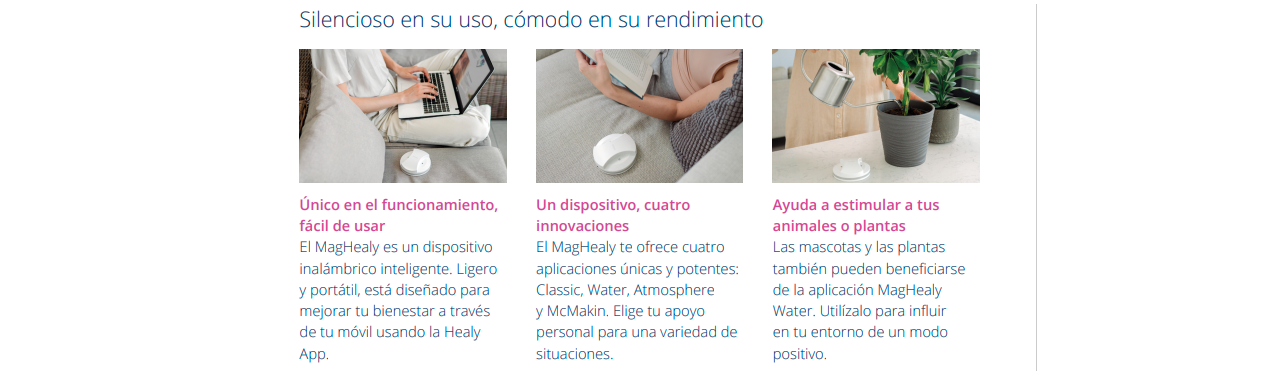 Silencioso en su uso, cómodo en su rendimiento
Único en el funcionamiento,
fácil de usar
El MagHealy es un dispositivo
inalámbrico inteligente. Ligero
y portátil, está diseñado para
mejorar tu bienestar a través
de tu móvil usando la Healy
App.
Un dispositivo, cuatro
innovaciones
El MagHealy te ofrece cuatro
aplicaciones únicas y potentes:
Classic, Water, Atmosphere
y McMakin. Elige tu apoyo
personal para una variedad de
situaciones.
Ayuda a estimular a tus
animales o plantas
Las mascotas y las plantas
también pueden beneficiarse
de la aplicación MagHealy
Water. Utilízalo para influir
en tu entorno de un modo
positivo.